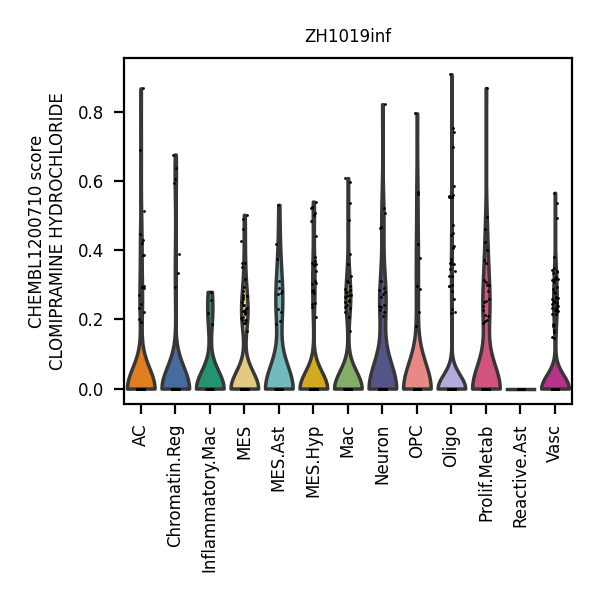 ZH1019inf
CHEMBL1200710 score
CLOMIPRAMINE HYDROCHLORIDE
0.8
0.6
0.4
0.2
0.0
AC
Chromatin.Reg
Inflammatory.Mac
MES
MES.Ast
MES.Hyp
Mac
Neuron
OPC
Oligo
Prolif.Metab
Reactive.Ast
Vasc